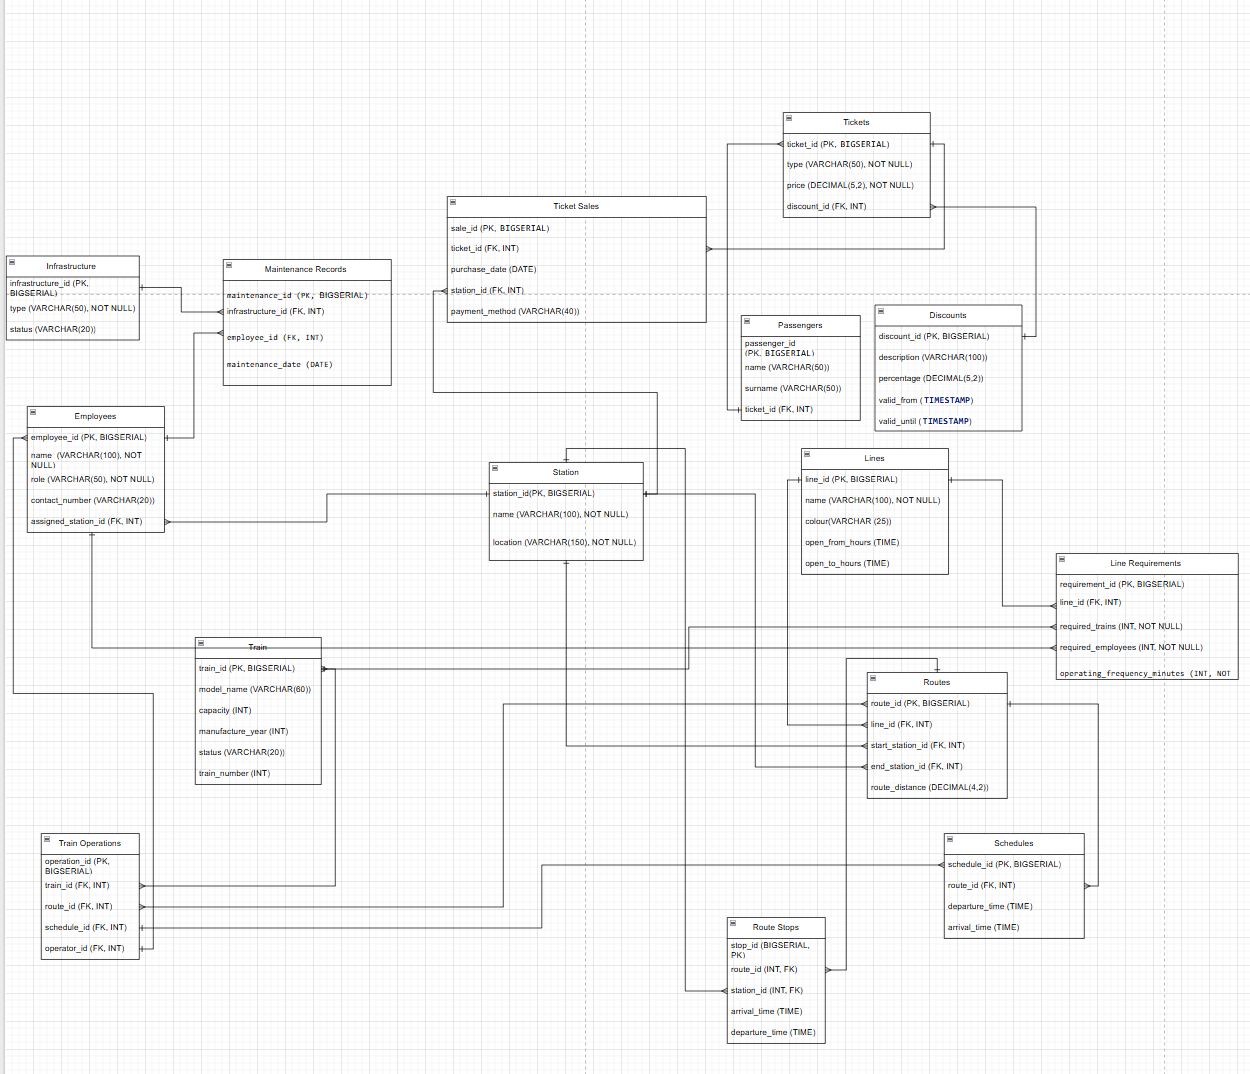 Tickets
ticket_id (PK, BIGSERIAL)
type (VARCHAR(50), NOT NULL)
price (DECIMAL(5,2), NOT NULL)
discount_id (FK, INT)
Ticket Sales
sale_id (PK, BIGSERIAL)
ticket_id (FK, INT)
purchase_date (DATE)
station_id (FK, INT)
payment_method (VARCHAR(40))
Infrastructure
infrastructure_id (PK,
BIGSERIAL)
type (VARCHAR(50), NOT NULL)
status (VARCHAR(20))
Maintenance Records
maintenance_id (PK, BIGSERIAL)
infrastructure_id (FK, INT)
employee_id (FK, INT)
maintenance_date (DATE)
Passengers
passenger_id
(PK, BIGSERIAL)
name (VARCHAR(50))
surname (VARCHAR(50))
ticket_id (FK, INT)
Discounts
discount_id (PK, BIGSERIAL)
description (VARCHAR(100))
percentage (DECIMAL(5,2))
valid_from (TIMESTAMP)
valid_until (TIMESTAMP)
Employees
employee_id (PK, BIGSERIAL)
name (VARCHAR(100), NOT
NULL)
role (VARCHAR(50), NOT NULL)
contact_number (VARCHAR(20))
assigned_station_id (FK, INT)
Station
station_id(PK, BIGSERIAL)
name (VARCHAR(100), NOT NULL)
location (VARCHAR(150), NOT NULL)
Lines
line_id (PK, BIGSERIAL)
name (VARCHAR(100), NOT NULL)
colour(VARCHAR (25))
open_from_hours (TIME)
open_to_hours (TIME)
Line Requirements
requirement_id (PK, BIGSERIAL)
line_id (FK, INT)
required_trains (INT, NOT NULL)
required_employees (INT, NOT NULL)
operating_frequency_minutes (INT, NOT
Train
train_id (PK, BIGSERIAL)
model_name (VARCHAR(60))
capacity (INT)
manufacture_year (INT)
status (VARCHAR(20))
train_number (INT)
Routes
route_id (PK, BIGSERIAL)
line_id (FK, INT)
start_station_id (FK, INT)
end_station_id (FK, INT)
route_distance (DECIMAL(4,2))
Train Operations
operation_id (PK,
BIGSERIAL)
train_id (FK, INT)
route_id (FK, INT)
schedule_id (FK, INT)
operator_id (FK, INT)
Schedules
schedule_id (PK, BIGSERIAL)
route_id (FK, INT)
departure_time (TIME)
arrival_time (TIME)
Route Stops
stop_id (BIGSERIAL,
PK)
route_id (INT, FK)
station_id (INT, FK)
arrival_time (TIME)
departure_time (TIME)